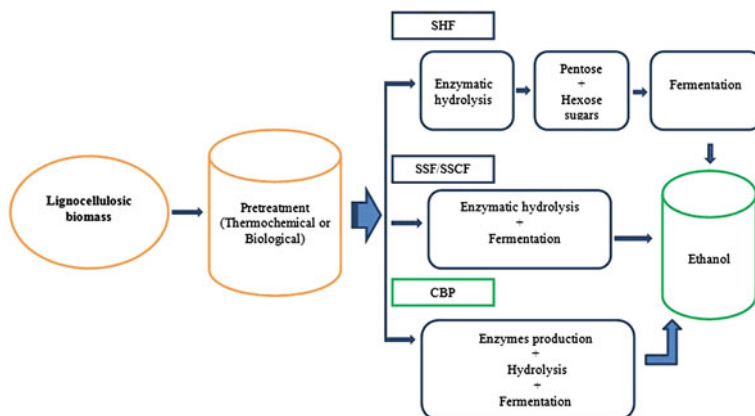 Lignocellulosic
biomass
Pretreatment
(Thermochemical or
Biological)
SHF
Enzymatic
hydrolysis
Pentose
+
Hexose
sugars
Fermentation
SSF/SSCF
Enzymatic hydrolysis
+
Fermentation
CBP
Enzymes production
+
Hydrolysis
+
Fermentation
Ethanol